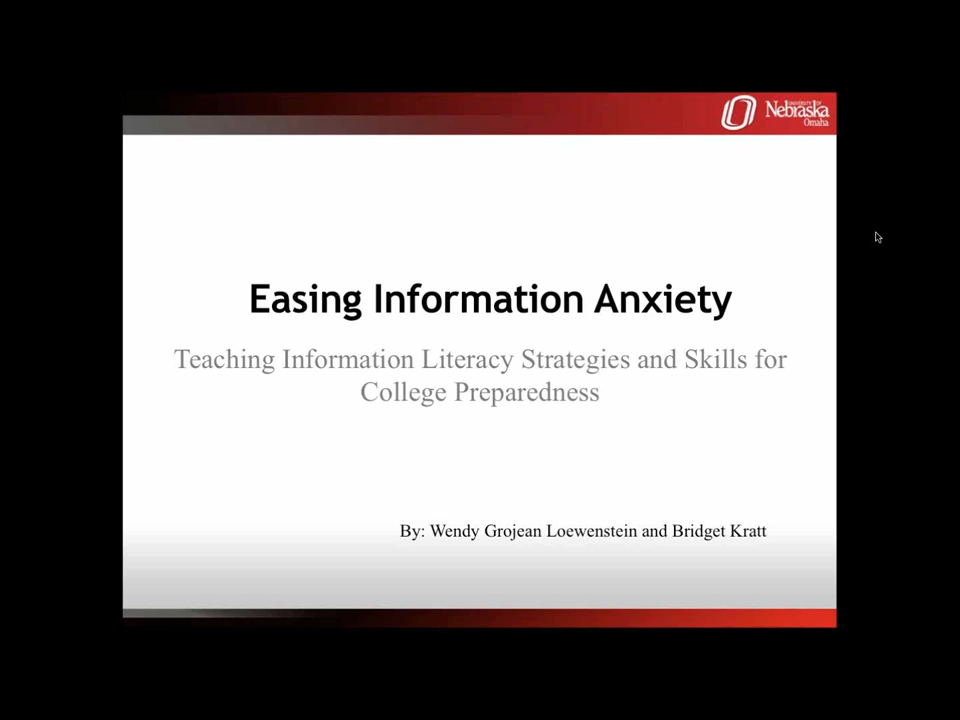 UNIVERSITY OF
Nebraska
Omaha
Easing Information Anxiety
Teaching Information Literacy Strategies and Skills for
College Preparedness
By: Wendy Grojean Loewenstein and Bridget Kratt